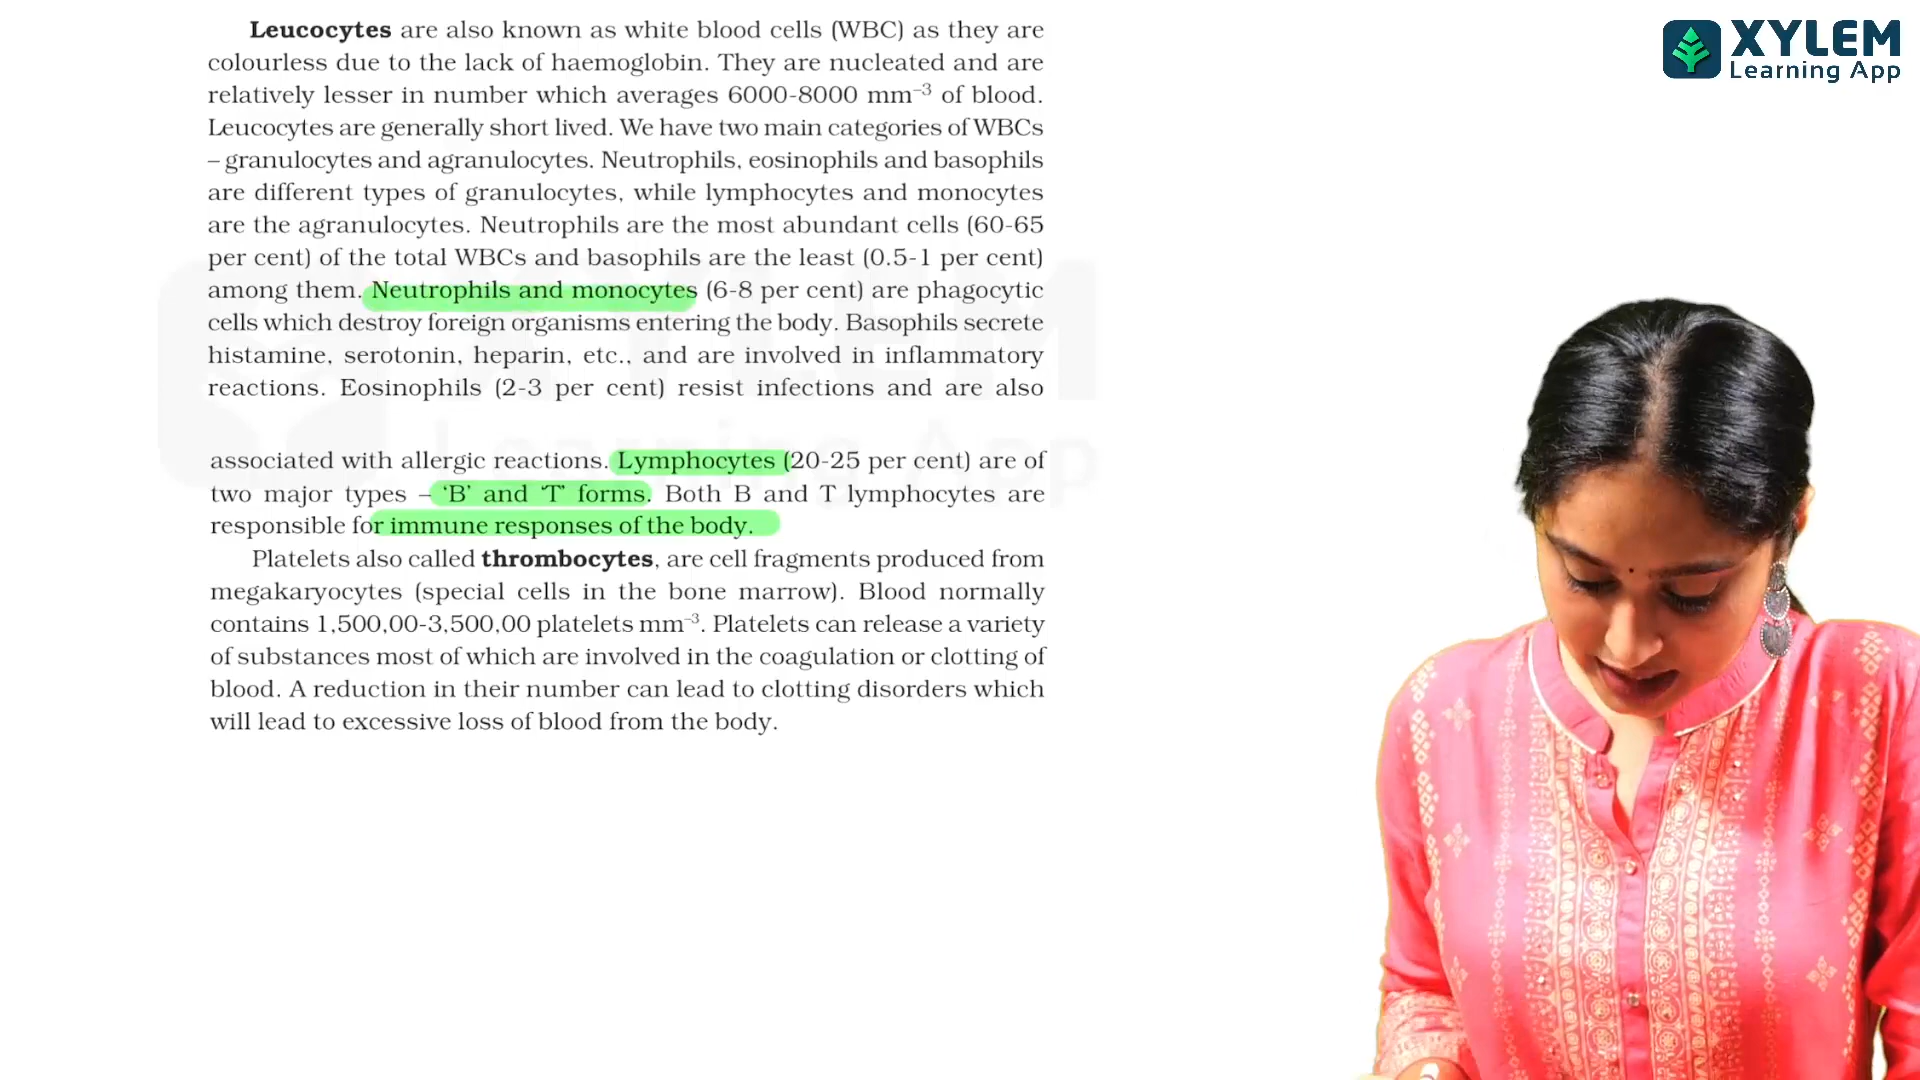 Leucocytes are also known as white blood cells (WBC) as they are
colourless due to the lack of haemoglobin. They are nucleated and are
relatively lesser in number which averages 6000-8000 mm⁻³ of blood.
Leucocytes are generally short lived. We have two main categories of WBCs
– granulocytes and agranulocytes. Neutrophils, eosinophils and basophils
are different types of granulocytes, while lymphocytes and monocytes
are the agranulocytes. Neutrophils are the most abundant cells (60-65
per cent) of the total WBCs and basophils are the least (0.5-1 per cent)
among them. Neutrophils and monocytes (6-8 per cent) are phagocytic
cells which destroy foreign organisms entering the body. Basophils secrete
histamine, serotonin, heparin, etc., and are involved in inflammatory
reactions. Eosinophils (2-3 per cent) resist infections and are also
associated with allergic reactions. Lymphocytes (20-25 per cent) are of
two major types – ‘B’ and ‘T’ forms. Both B and T lymphocytes are
responsible for immune responses of the body.
Platelets also called thrombocytes, are cell fragments produced from
megakaryocytes (special cells in the bone marrow). Blood normally
contains 1,500,00-3,500,00 platelets mm⁻³. Platelets can release a variety
of substances most of which are involved in the coagulation or clotting of
blood. A reduction in their number can lead to clotting disorders which
will lead to excessive loss of blood from the body.
XYLEM
Learning App
XYLEM
Learning App